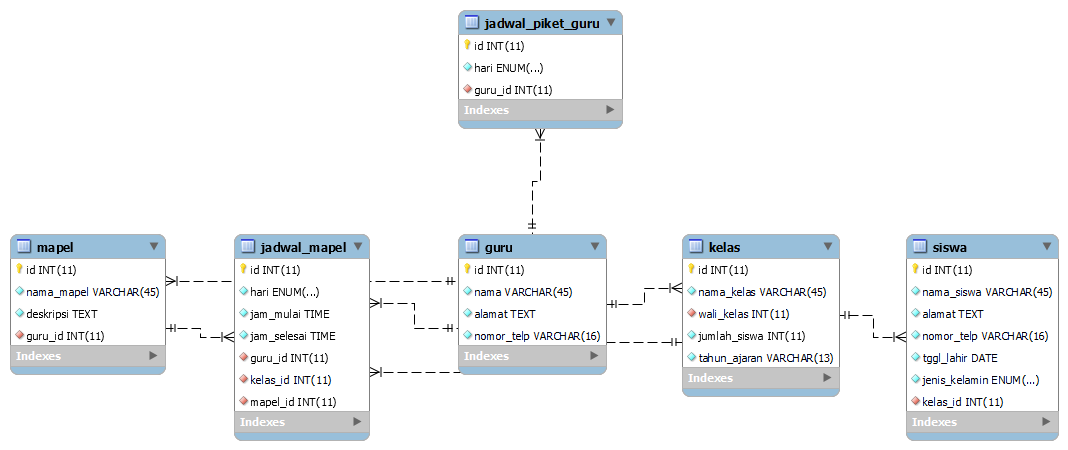 jadwal_piket_guru
id INT(11)
hari ENUM(...)
guru_id INT(11)
Indexes
mapel
id INT(11)
nama_mapel VARCHAR(45)
deskripsi TEXT
guru_id INT(11)
Indexes
jadwal_mapel
id INT(11)
hari ENUM(...)
jam_mulai TIME
jam_selesai TIME
guru_id INT(11)
kelas_id INT(11)
mapel_id INT(11)
Indexes
guru
id INT(11)
nama VARCHAR(45)
alamat TEXT
nomor_telp VARCHAR(16)
Indexes
kelas
id INT(11)
nama_kelas VARCHAR(45)
wali_kelas INT(11)
jumlah_siswa INT(11)
tahun_ajaran VARCHAR(13)
Indexes
siswa
id INT(11)
nama_siswa VARCHAR(45)
alamat TEXT
nomor_telp VARCHAR(16)
tggl_lahir DATE
jenis_kelamin ENUM(...)
kelas_id INT(11)
Indexes